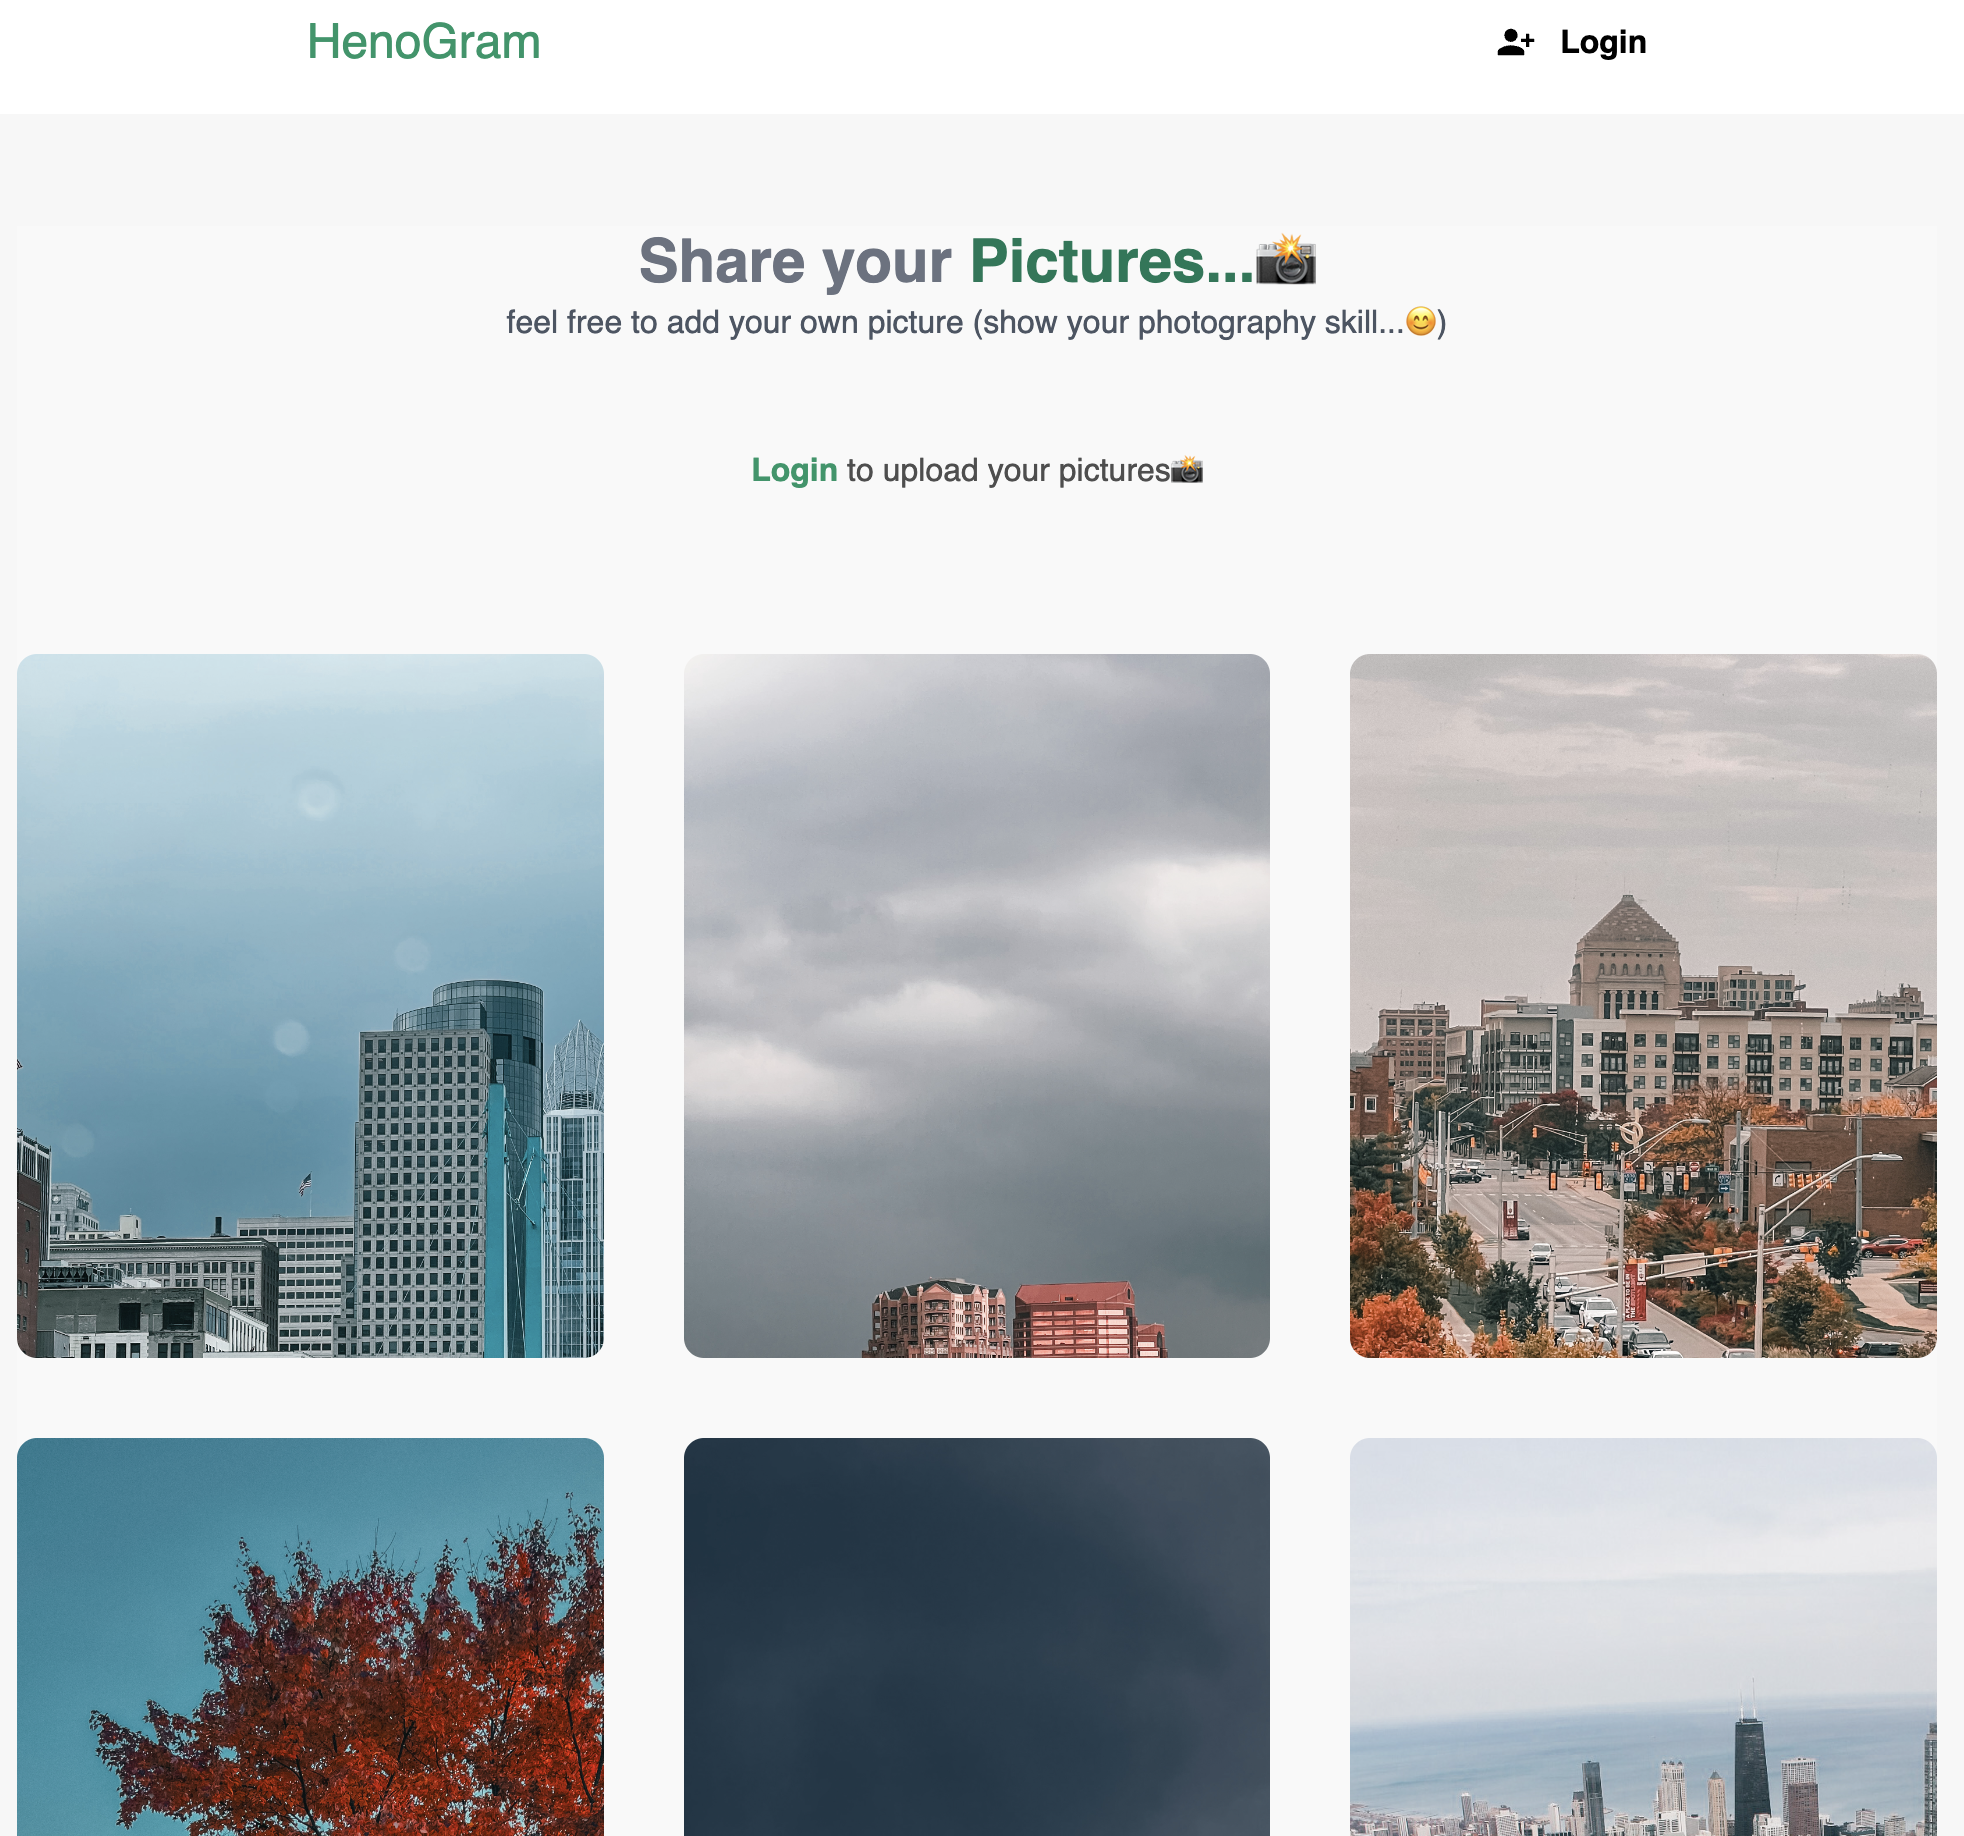 HenoGram
Login
Share your Pictures...📸
feel free to add your own picture (show your photography skill...😊)
Login to upload your pictures📸